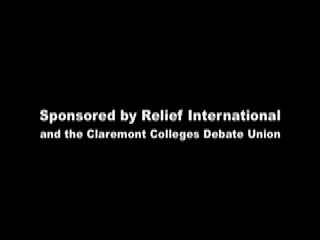 Sponsored by Relief International
and the Claremont Colleges Debate Union